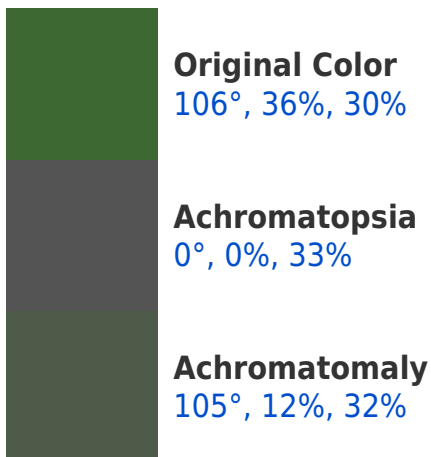 Original Color
106°, 36%, 30%
Achromatopsia
0°, 0%, 33%
Achromatomaly
105°, 12%, 32%